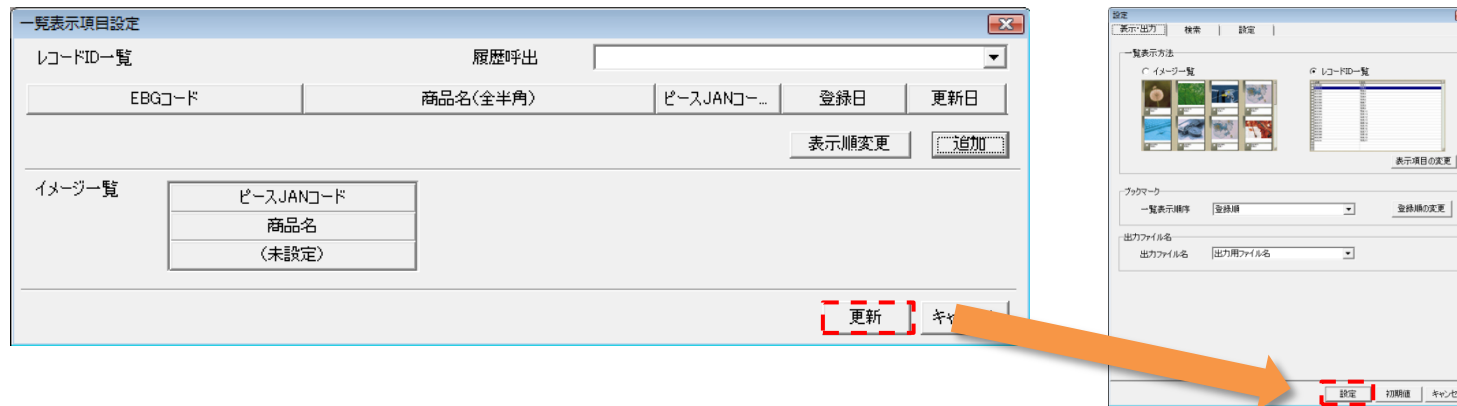 一覧表示項目設定
レコードID一覧 履歴呼出
EBGコード 商品名(全半角) ピースJANコー... 登録日 更新日
表示順変更 追加
イメージ一覧
ピースJANコード
商品名
(未設定)
更新
設定
表示・出力 検索 設定
一覧表示方法
イメージ一覧 レコードID一覧
表示項目の変更
ブックマーク
一覧表示順序 登録順 登録順の変更
出力ファイル名
出力ファイル名 出力用ファイル名
設定 初期値 キャンセ